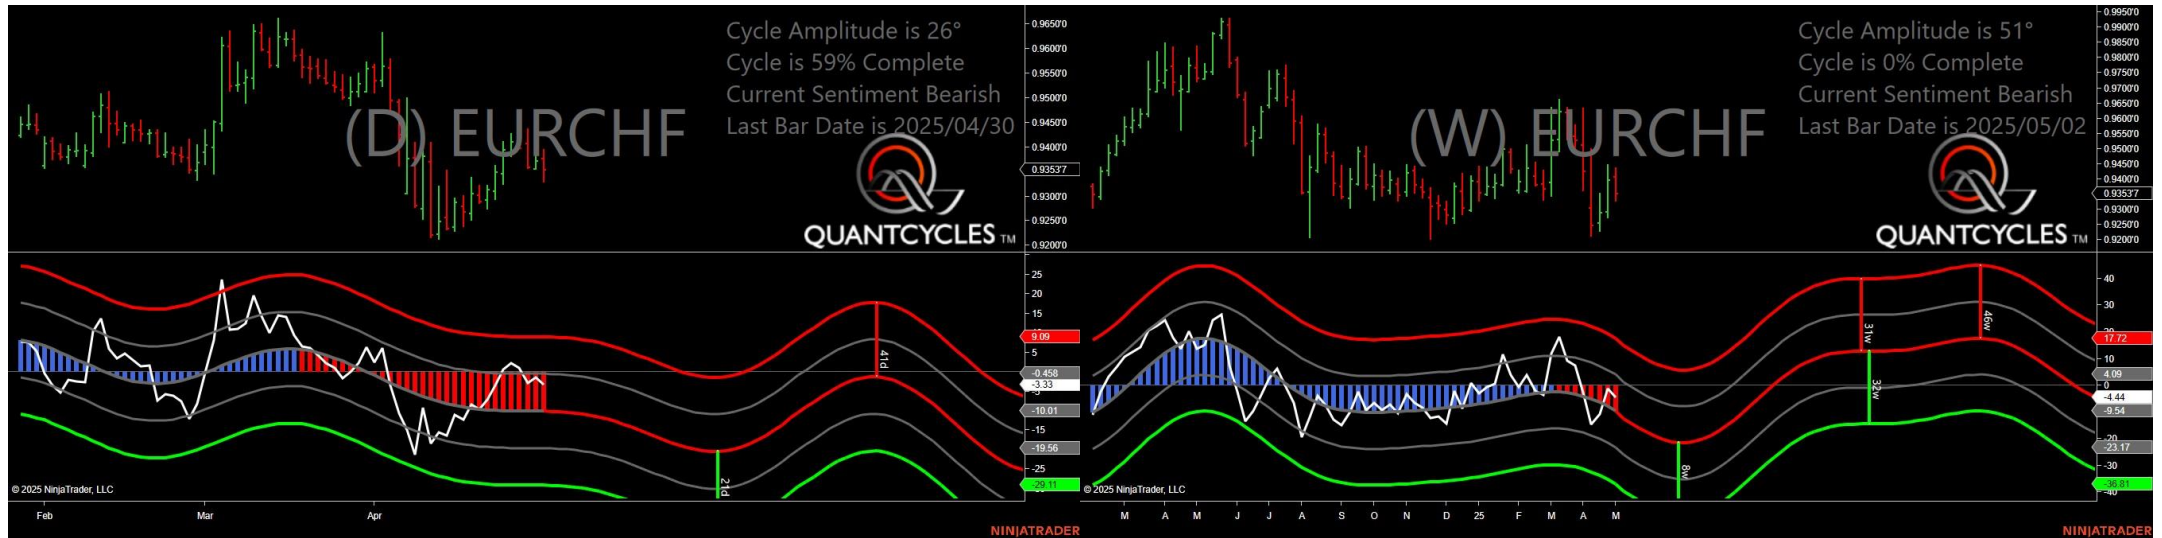 Cycle Amplitude is 26°
Cycle is 59% Complete
Current Sentiment Bearish
Last Bar Date is 2025/04/30
(D) EURCHF
QUANTCYCLES TM
0.9650'0
0.9600'0
0.9550'0
0.9500'0
0.9450'0
0.9400'0
0.9353'7
0.9300'0
0.9250'0
0.9200'0
25
20
15
9.09
5
-0.458
-3.33
-10.01
-15
-19.56
-25
-29.11
41d
21d
© 2025 NinjaTrader, LLC
Feb Mar Apr
NINJATRADER
Cycle Amplitude is 51°
Cycle is 0% Complete
Current Sentiment Bearish
Last Bar Date is 2025/05/02
(W) EURCHF
QUANTCYCLES TM
0.9950'0
0.9900'0
0.9850'0
0.9800'0
0.9750'0
0.9700'0
0.9650'0
0.9600'0
0.9550'0
0.9500'0
0.9450'0
0.9400'0
0.9353'7
0.9300'0
0.9250'0
0.9200'0
40
30
17.72
10
4.09
0
-4.44
-9.54
-20
-23.17
-30
-36.81
-40
31w
46w
32w
8w
© 2025 NinjaTrader, LLC
M A M J J A S O N D 25 F M A M
NINJATRADER